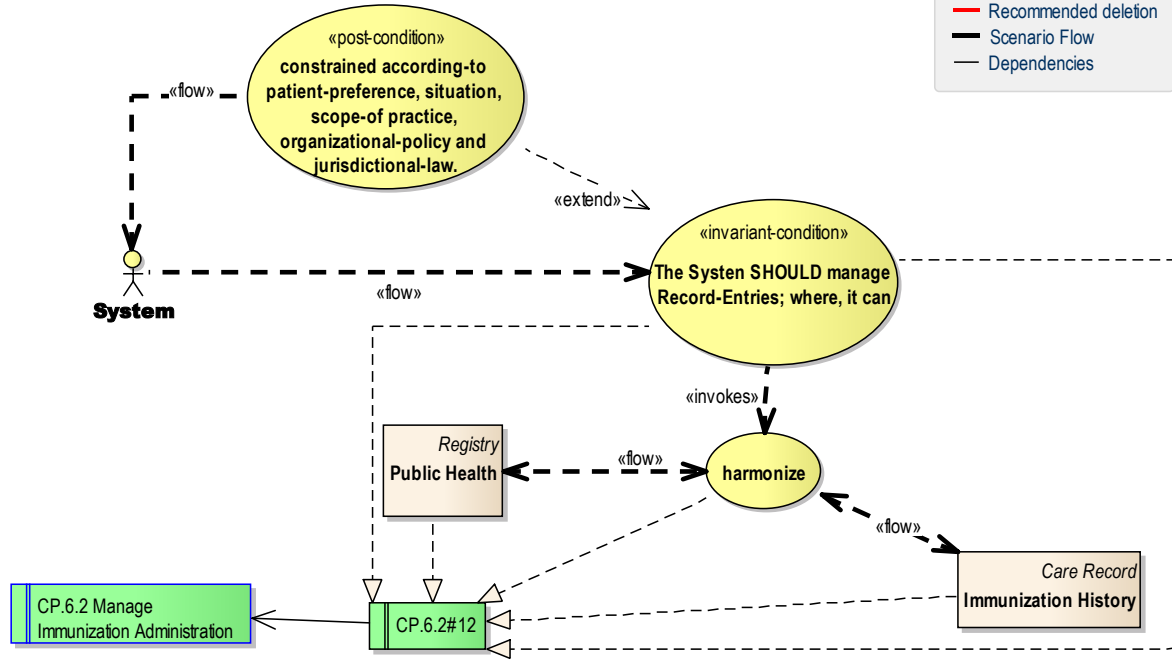 Recommended deletion
Scenario Flow
Dependencies
«post-condition»
constrained according-to
patient-preference, situation,
scope-of practice,
organizational-policy and
jurisdictional-law.
«flow»
«extend»
«invariant-condition»
The Systen SHOULD manage
Record-Entries; where, it can
System
«flow»
«invokes»
Registry
Public Health
«flow»
harmonize
«flow»
Care Record
Immunization History
CP.6.2 Manage
Immunization Administration
CP.6.2#12